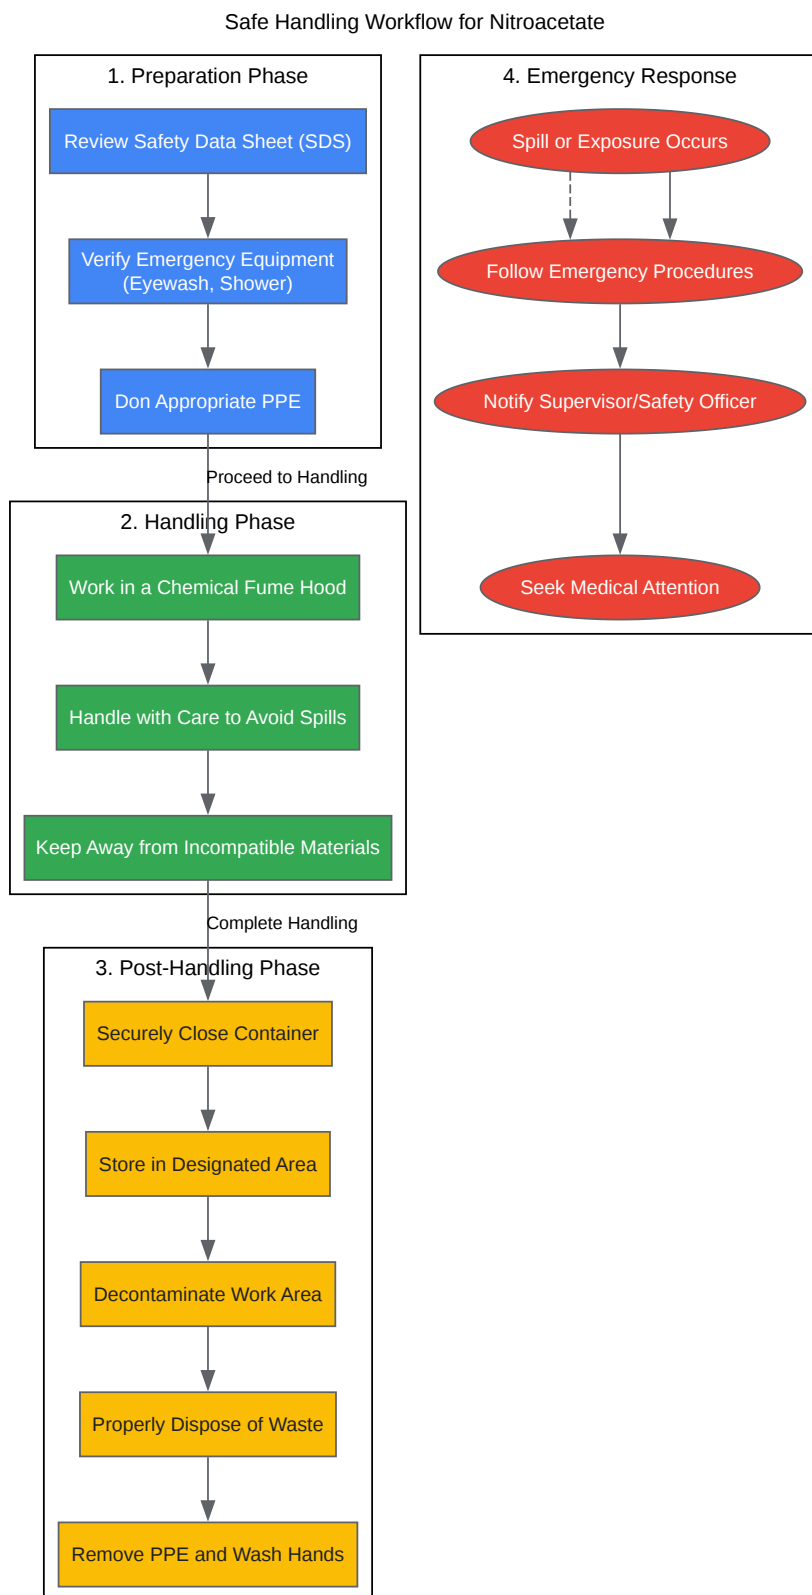 Safe Handling Workflow for Nitroacetate
1. Preparation Phase
Review Safety Data Sheet (SDS)
Verify Emergency Equipment
(Eyewash, Shower)
Don Appropriate PPE
Proceed to Handling
2. Handling Phase
Work in a Chemical Fume Hood
Handle with Care to Avoid Spills
Keep Away from Incompatible Materials
Complete Handling
3. Post-Handling Phase
Securely Close Container
Store in Designated Area
Decontaminate Work Area
Properly Dispose of Waste
Remove PPE and Wash Hands
4. Emergency Response
Spill or Exposure Occurs
Follow Emergency Procedures
Notify Supervisor/Safety Officer
Seek Medical Attention